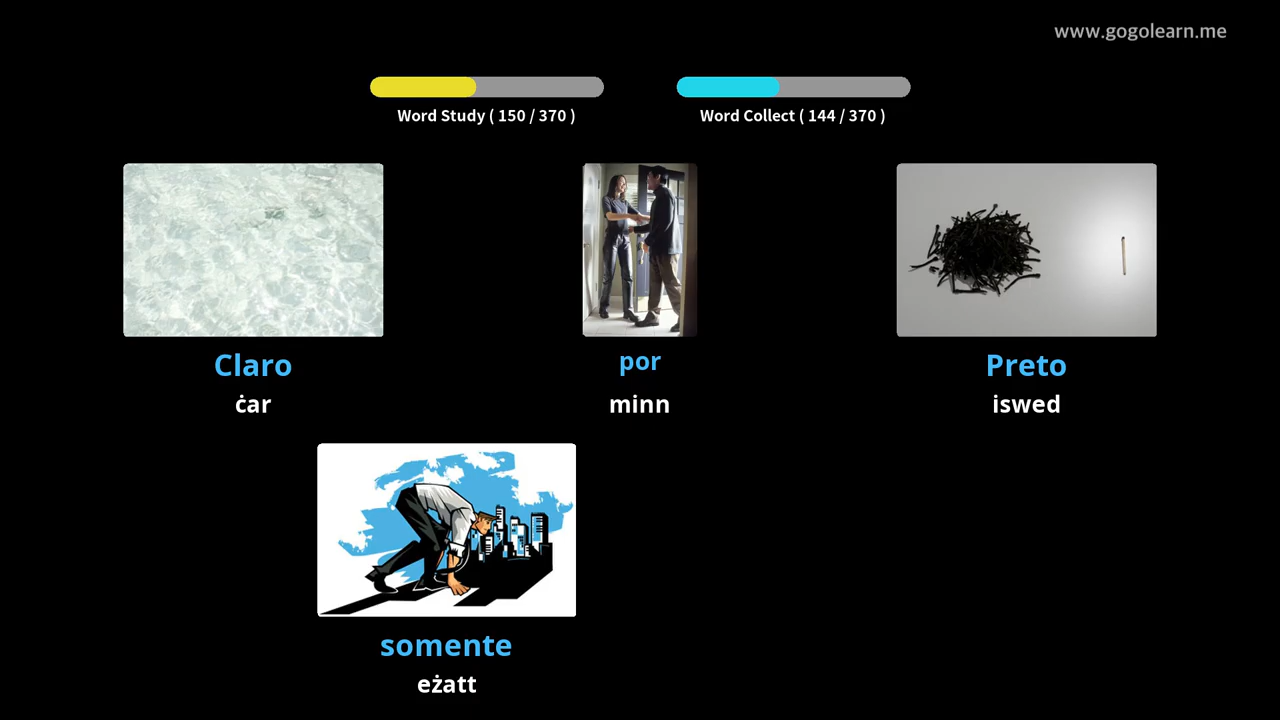 www.gogolearn.me
Word Study ( 150 / 370 )
Word Collect ( 144 / 370 )
Claro
ċar
por
minn
Preto
iswed
somente
eżatt